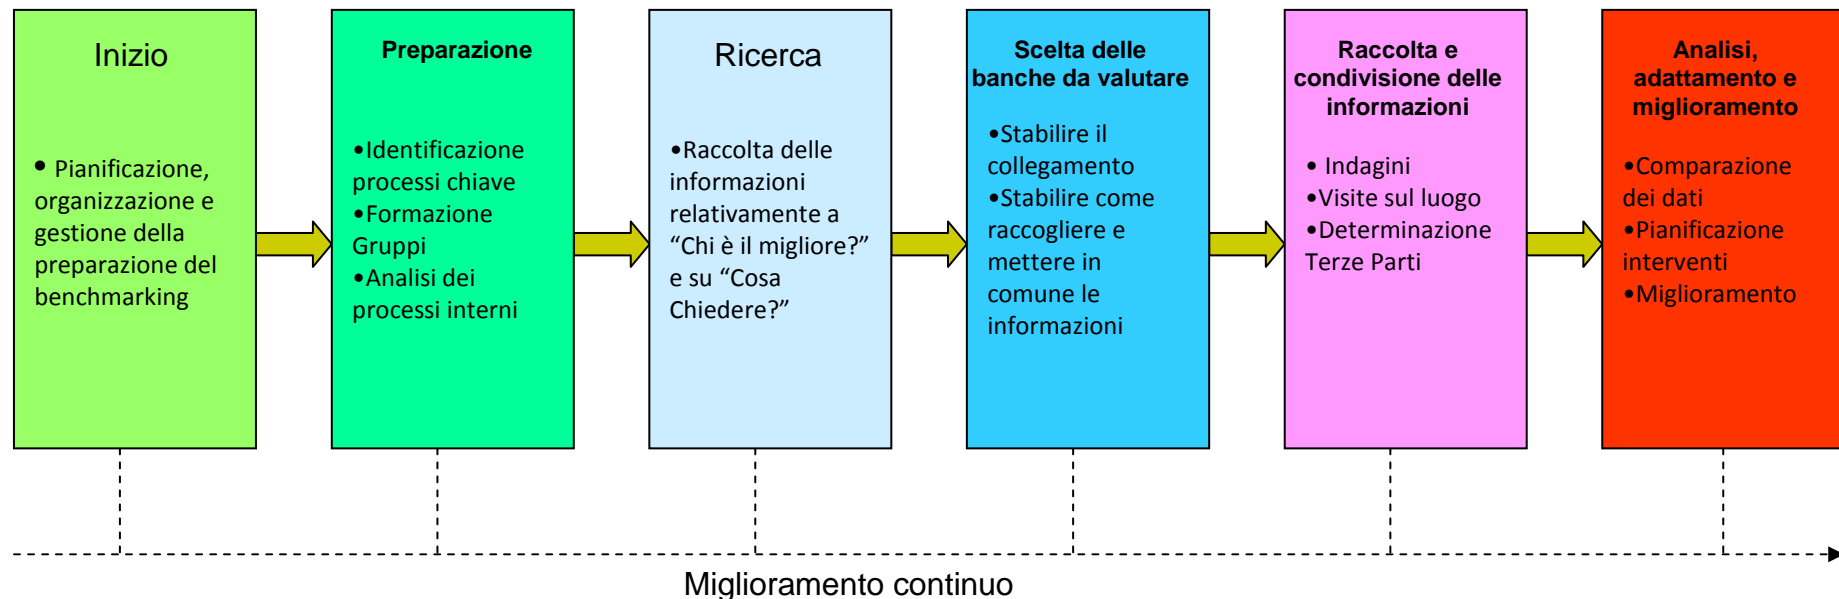 Inizio
• Pianificazione,
organizzazione e
gestione della
preparazione del
benchmarking
Preparazione
•Identificazione
processi chiave
•Formazione
Gruppi
•Analisi dei
processi interni
Ricerca
•Raccolta delle
informazioni
relativamente a
“Chi è il migliore?”
e su “Cosa
Chiedere?”
Scelta delle
banche da valutare
•Stabilire il
collegamento
•Stabilire come
raccogliere e
mettere in
comune le
informazioni
Raccolta e
condivisione delle
informazioni
• Indagini
•Visite sul luogo
•Determinazione
Terze Parti
Analisi,
adattamento e
miglioramento
•Comparazione
dei dati
•Pianificazione
interventi
•Miglioramento
Miglioramento continuo